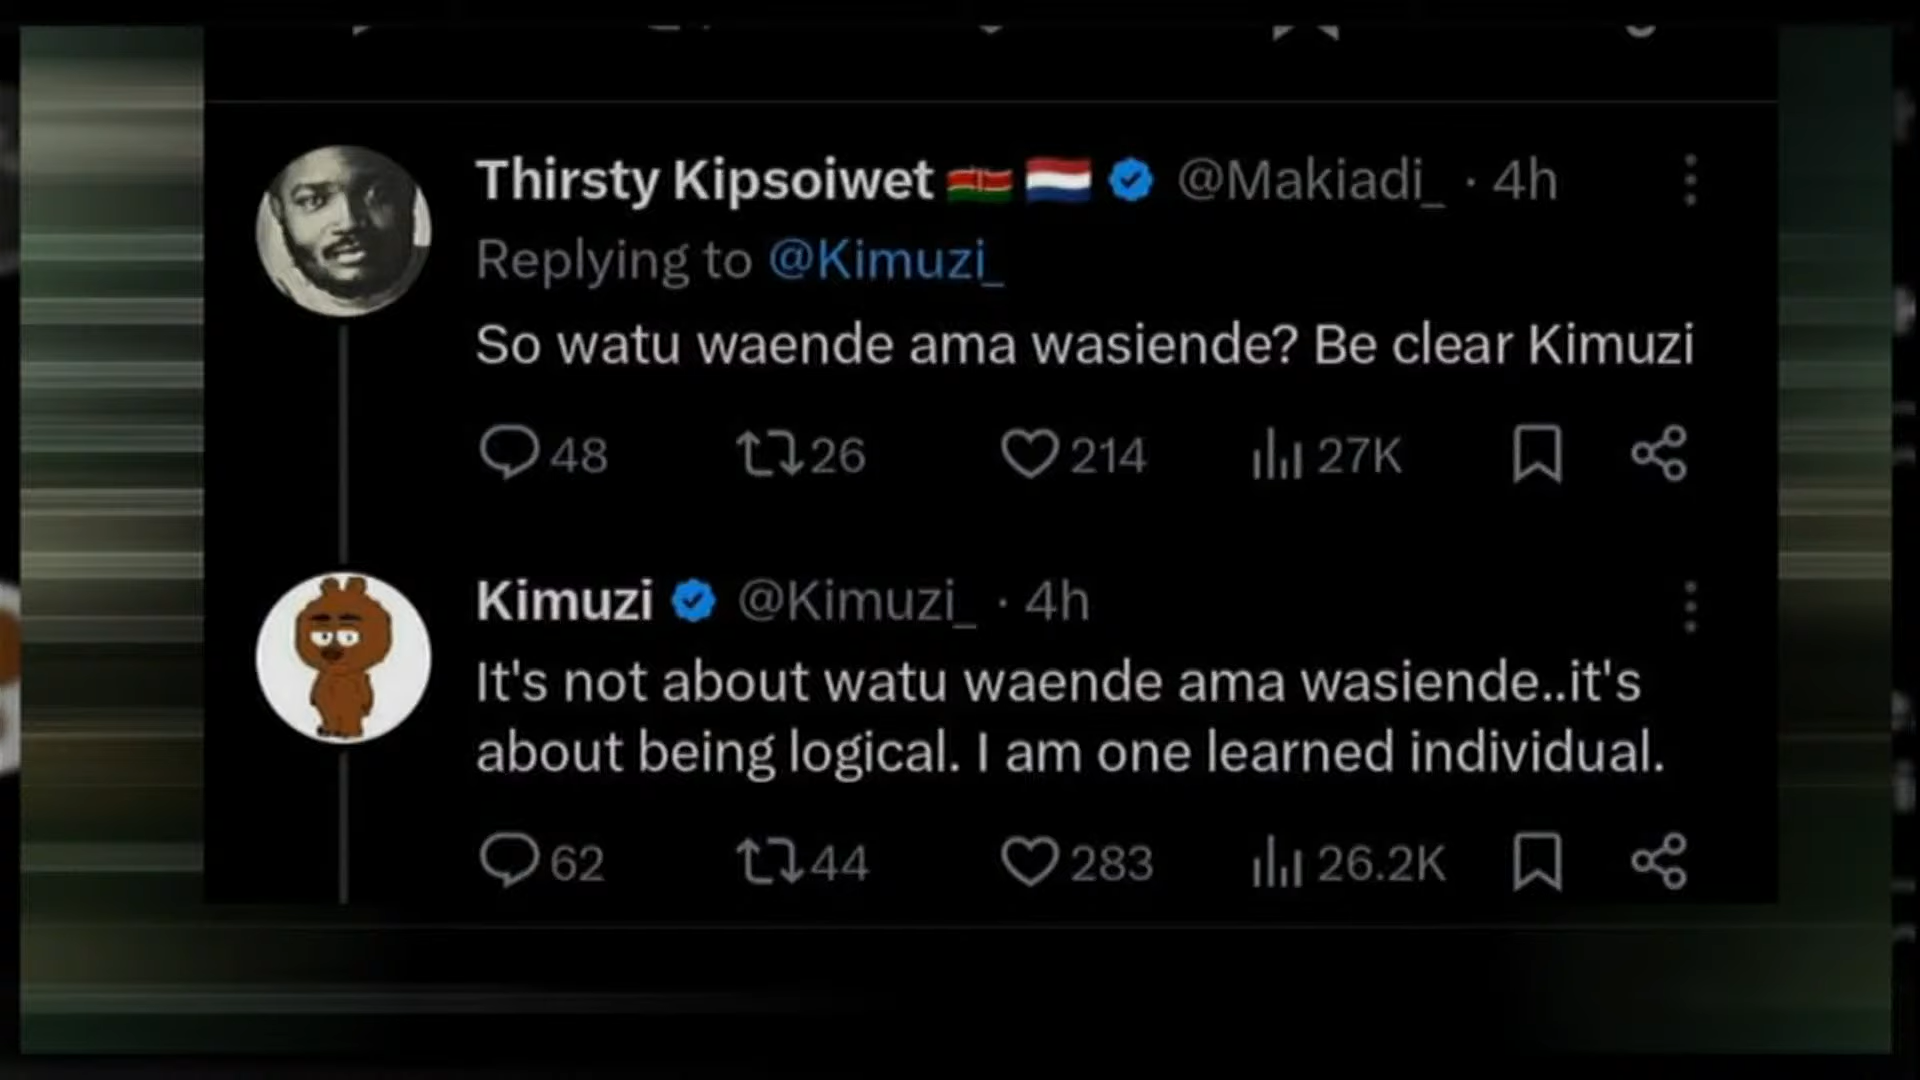 Thirsty Kipsoiwet 🇰🇪 🇳🇱 @Makiadi_ · 4h
Replying to @Kimuzi_
So watu waende ama wasiende? Be clear Kimuzi
48 26 214 27K
Kimuzi @Kimuzi_ · 4h
It's not about watu waende ama wasiende..it's
about being logical. I am one learned individual.
62 44 283 26.2K